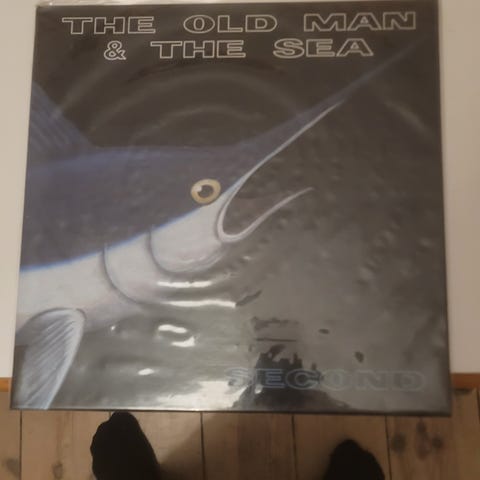 THE OLD MAN
& THE SEA
SECOND